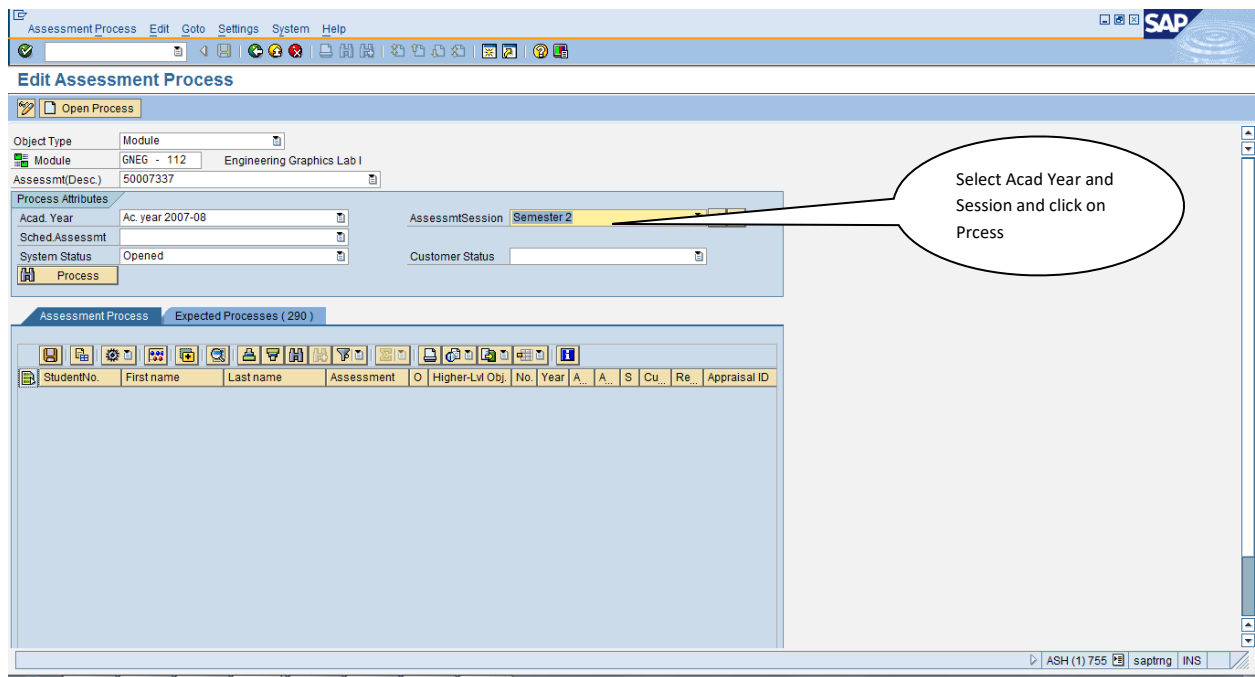 Assessment Process Edit Goto Settings System Help
SAP
Edit Assessment Process
Open Process
Object Type Module
Module GNEG - 112 Engineering Graphics Lab I
Assessmt(Desc.) 50007337
Process Attributes
Acad. Year Ac. year 2007-08 AssessmtSession Semester 2
Sched.Assessmt
System Status Opened Customer Status
Process
Select Acad Year and
Session and click on
Prcess
Assessment Process Expected Processes ( 290 )
StudentNo. First name Last name Assessment O Higher-Lvl Obj. No. Year A... A... S Cu... Re... Appraisal ID
ASH (1) 755 saptrng INS